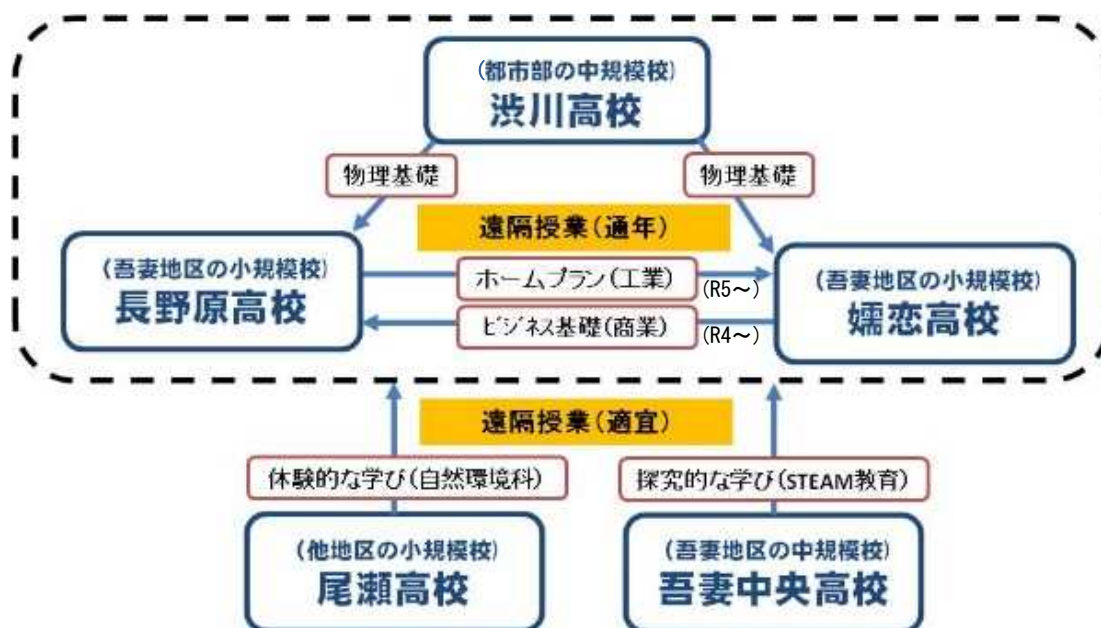 (都市部の中規模校)
渋川高校
物理基礎
物理基礎
遠隔授業(通年)
(吾妻地区の小規模校)
長野原高校
ホームプラン(工業)
(R5～)
ビジネス基礎(商業)
(R4～)
(吾妻地区の小規模校)
嬬恋高校
遠隔授業(適宜)
体験的な学び(自然環境科)
探究的な学び(STEAM教育)
(他地区の小規模校)
尾瀬高校
(吾妻地区の中規模校)
吾妻中央高校